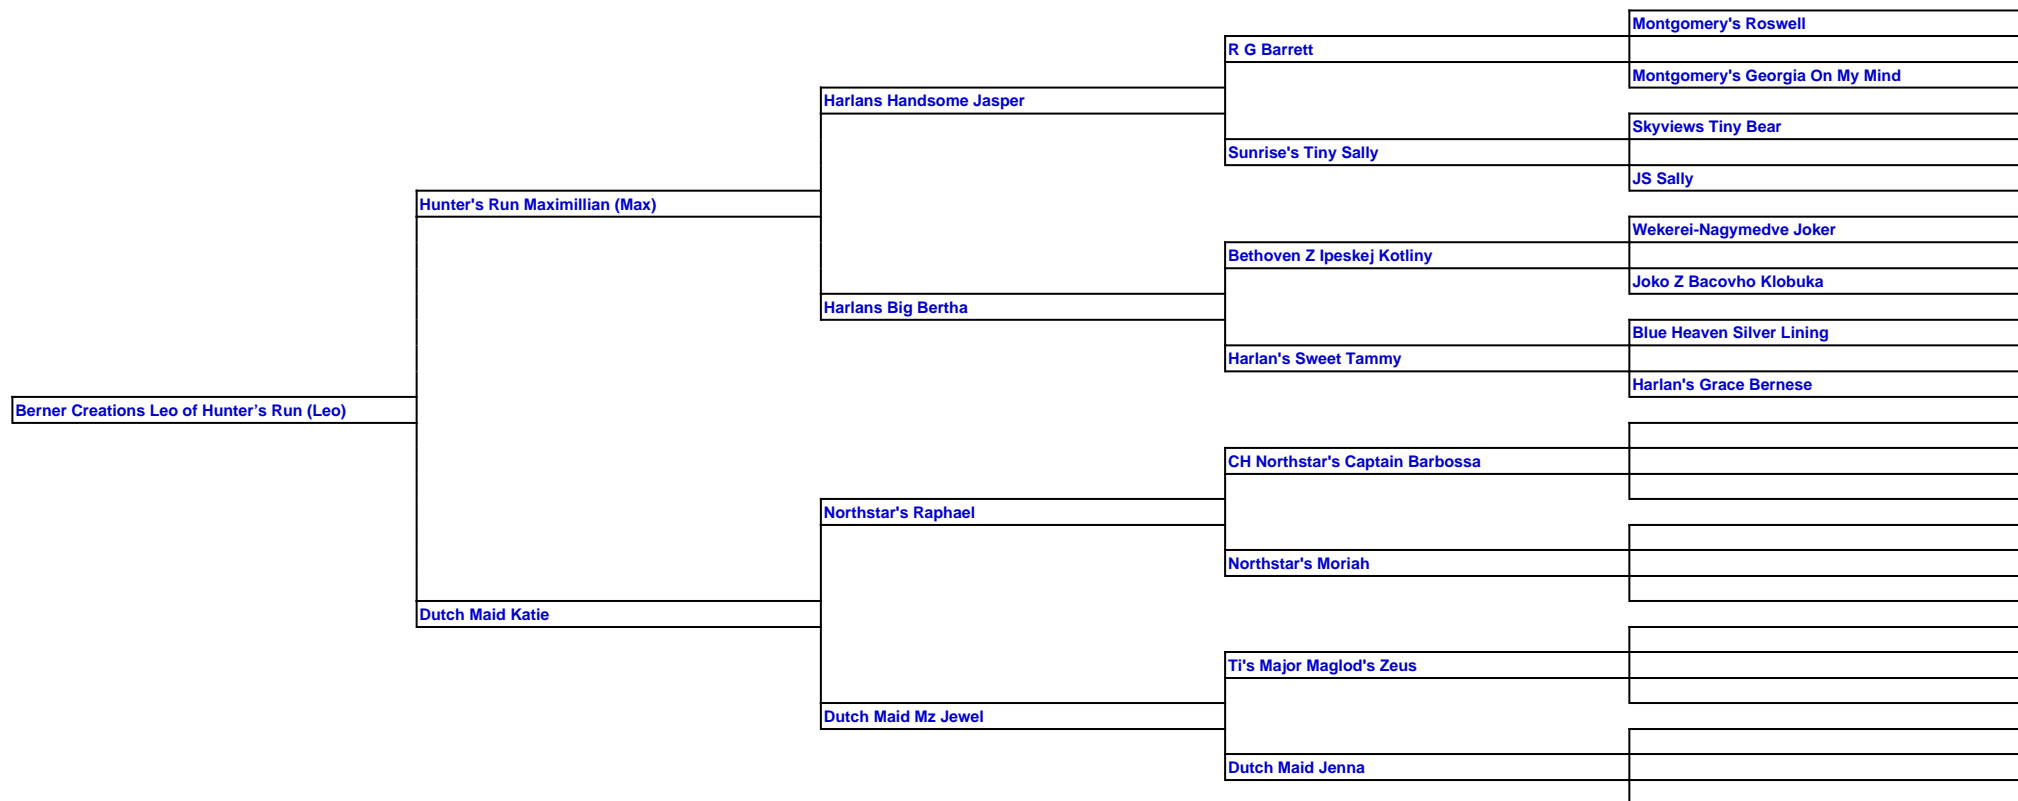 Montgomery's Roswell
R G Barrett
Montgomery's Georgia On My Mind
Harlans Handsome Jasper
Skyviews Tiny Bear
Sunrise's Tiny Sally
JS Sally
Hunter's Run Maximillian (Max)
Wekerei-Nagymedve Joker
Bethoven Z Ipeskej Kotliny
Joko Z Bacovho Klobuka
Harlans Big Bertha
Blue Heaven Silver Lining
Harlan's Sweet Tammy
Harlan's Grace Bernese
Berner Creations Leo of Hunter’s Run (Leo)
CH Northstar's Captain Barbossa
Northstar's Raphael
Northstar's Moriah
Dutch Maid Katie
Ti's Major Maglod's Zeus
Dutch Maid Mz Jewel
Dutch Maid Jenna